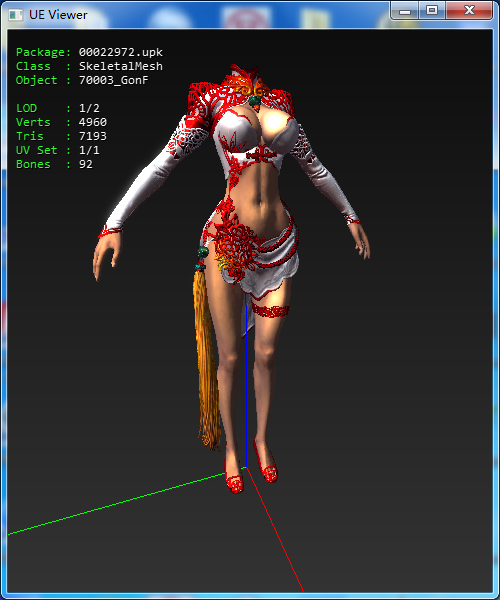 UE Viewer
Package: 00022972.upk
Class : SkeletalMesh
Object : 70003_GonF
LOD : 1/2
Verts : 4960
Tris : 7193
UV Set : 1/1
Bones : 92